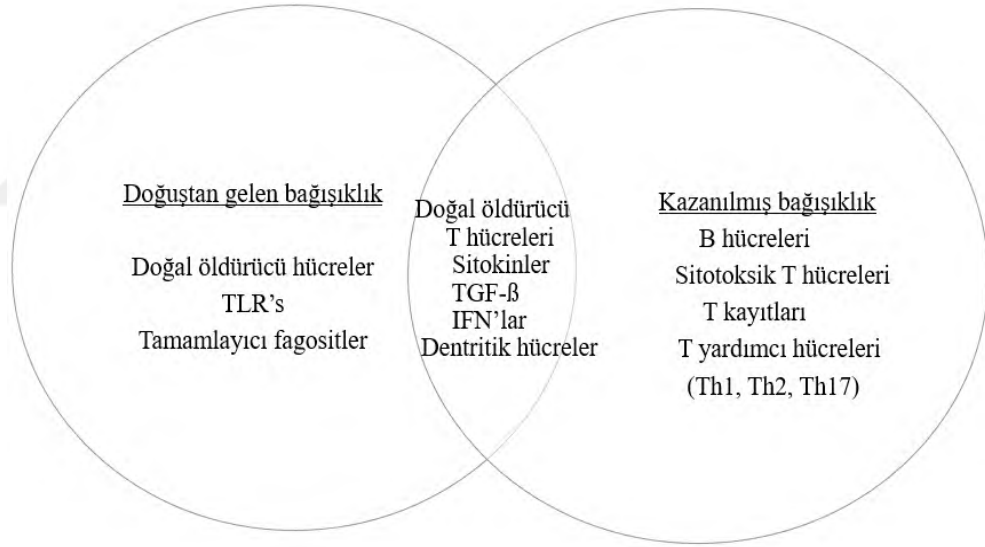 Doğuştan gelen bağışıklık
Doğal öldürücü hücreler
TLR’s
Tamamlayıcı fagositler
Doğal öldürücü
T hücreleri
Sitokinler
TGF-ß
IFN’lar
Dentritik hücreler
Kazanılmış bağışıklık
B hücreleri
Sitotoksik T hücreleri
T kayıtları
T yardımcı hücreleri
(Th1, Th2, Th17)